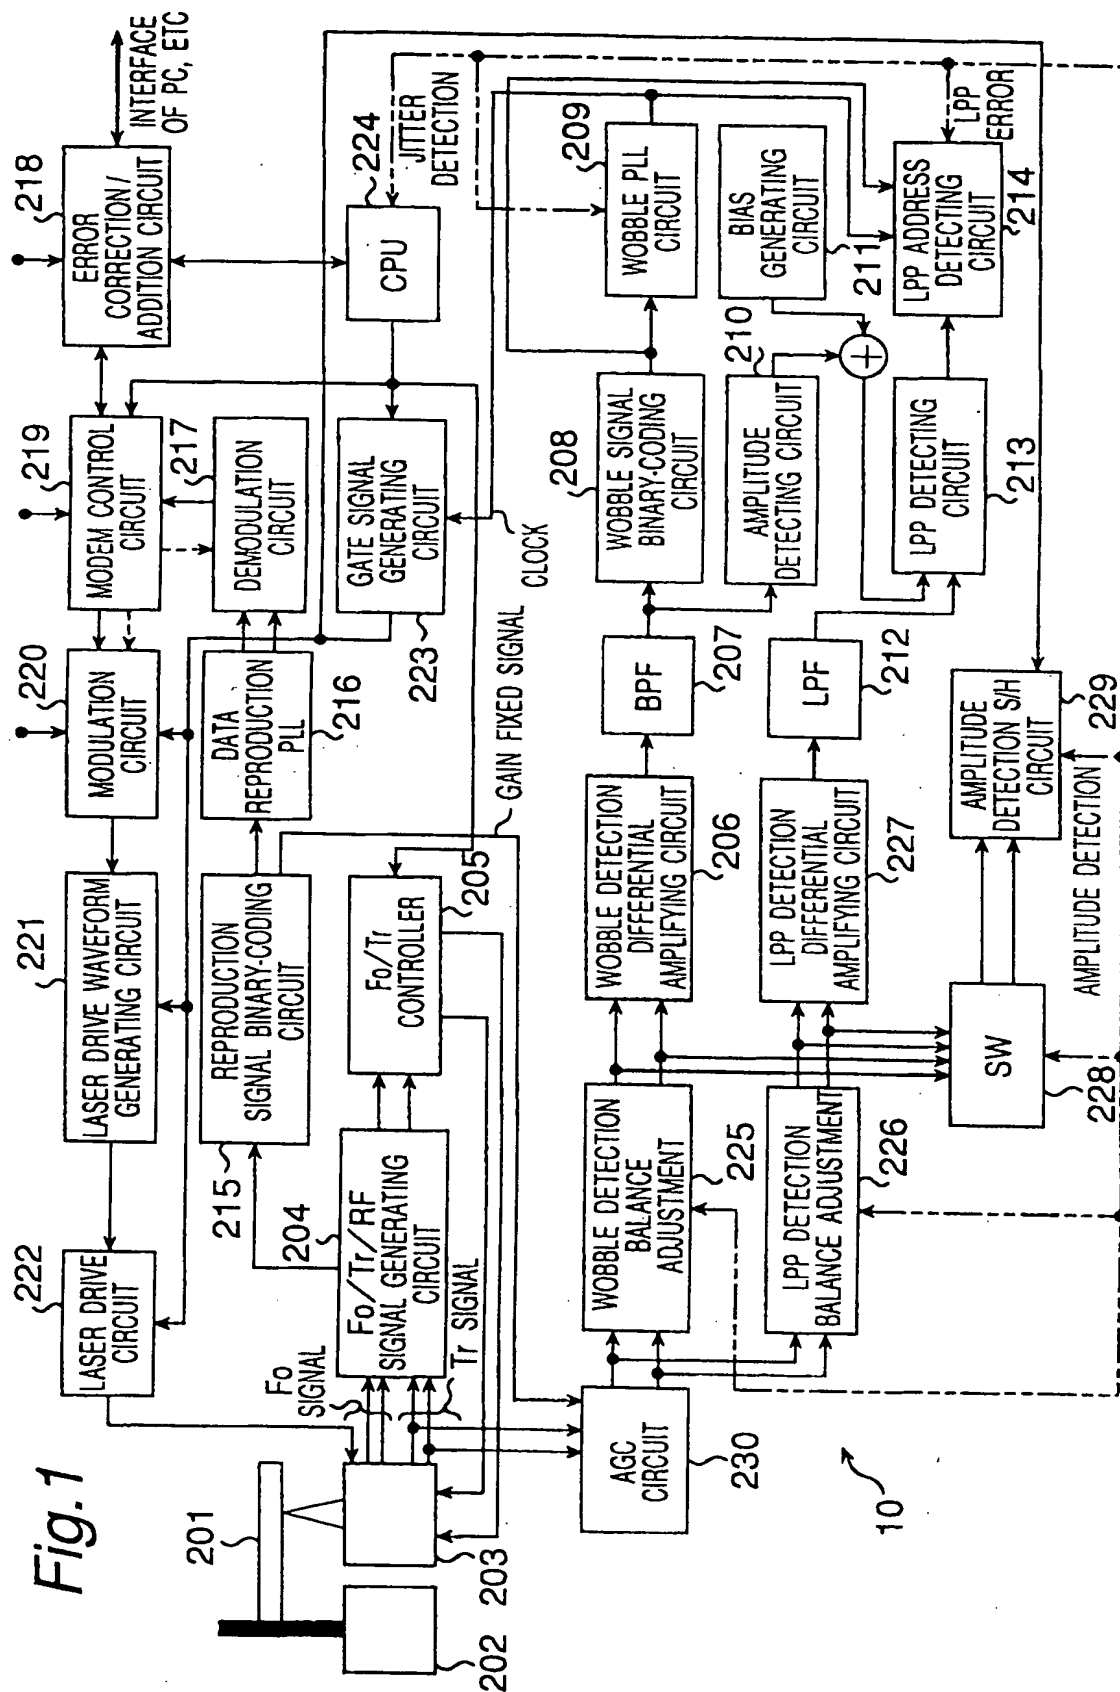 Fig.1
201
202
203
222
LASER DRIVE
CIRCUIT
221
LASER DRIVE WAVEFORM
GENERATING CIRCUIT
220
MODULATION
CIRCUIT
219
MODEM CONTROL
CIRCUIT
218
ERROR
CORRECTION/
ADDITION CIRCUIT
INTERFACE
OF PC, ETC
215
REPRODUCTION
SIGNAL BINARY-CODING
CIRCUIT
DATA
REPRODUCTION
PLL
216
217
DEMODULATION
CIRCUIT
204
Fo/Tr/RF
SIGNAL GENERATING
CIRCUIT
Fo
SIGNAL
Tr SIGNAL
Fo/Tr
CONTROLLER
205
GATE SIGNAL
GENERATING
CIRCUIT
223
CPU
224
JITTER
DETECTION
GAIN FIXED SIGNAL
CLOCK
AGC
CIRCUIT
230
WOBBLE DETECTION
BALANCE
ADJUSTMENT
225
WOBBLE DETECTION
DIFFERENTIAL
AMPLIFYING CIRCUIT
206
BPF
207
208
WOBBLE SIGNAL
BINARY-CODING
CIRCUIT
209
WOBBLE PLL
CIRCUIT
AMPLITUDE
DETECTING CIRCUIT
210
BIAS
GENERATING
CIRCUIT
211
+
LPP DETECTION
BALANCE ADJUSTMENT
226
LPP DETECTION
DIFFERENTIAL
AMPLIFYING CIRCUIT
227
LPF
212
LPP DETECTING
CIRCUIT
213
LPP ADDRESS
DETECTING
CIRCUIT
214
LPP
ERROR
SW
228
AMPLITUDE
DETECTION S/H
CIRCUIT
229
AMPLITUDE DETECTION
10